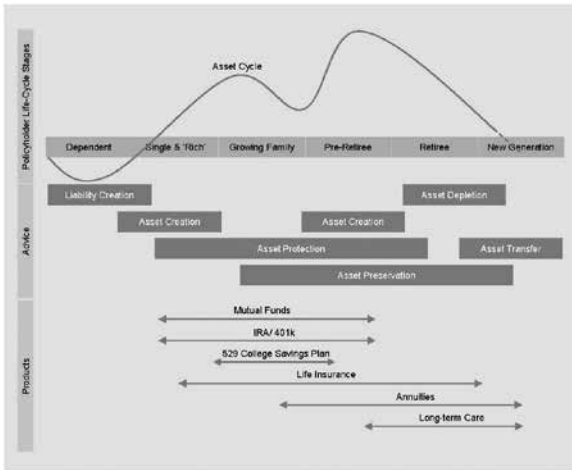 Policyholder Life-Cycle Stages
Asset Cycle
Dependent Single & 'Rich' Growing Family Pre-Retiree Retiree New Generation
Advice
Liability Creation Asset Depletion
Asset Creation Asset Creation
Asset Protection Asset Transfer
Asset Preservation
Products
Mutual Funds
IRA/ 401k
529 College Savings Plan
Life Insurance
Annuities
Long-term Care